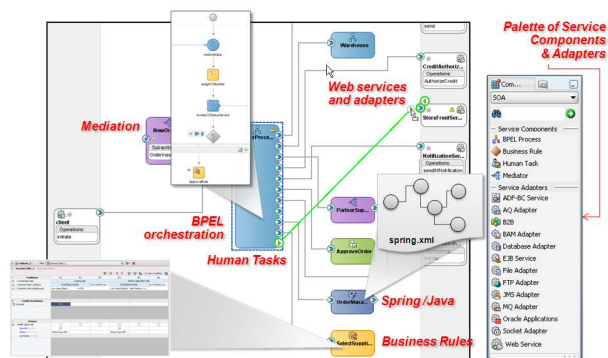 Palette of Service
Components
& Adapters
send
Warehouse
CreditAuthoriz...
Operations:
AuthorizeCredit
Web services
and adapters
StoreFrontSer...
Mediation
NotificationSer...
Operations:
client
Operations
initiate
BPEL
orchestration
Human Tasks
PartnerSup...
ApproveOrder
spring.xml
OrderMana...
Spring /Java
SelectSuppli...
Business Rules
Com...
SOA
Service Components
BPEL Process
Business Rule
Human Task
Mediator
Service Adapters
ADF-BC Service
AQ Adapter
B2B
BAM Adapter
Database Adapter
EJB Service
File Adapter
FTP Adapter
JMS Adapter
MQ Adapter
Oracle Applications
Socket Adapter
Web Service